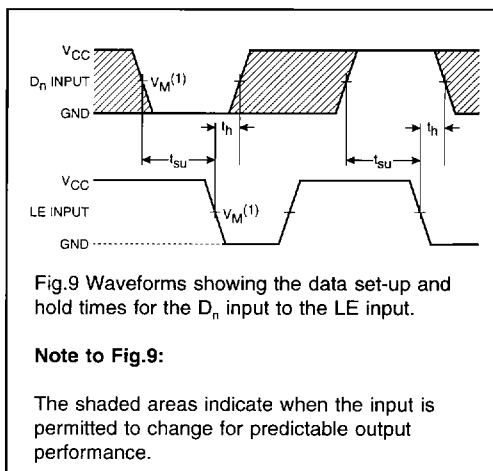 VCC
Dn INPUT
VM(1)
GND
th
th
tsu
tsu
VCC
LE INPUT
VM(1)
GND
Fig.9 Waveforms showing the data set-up and
hold times for the Dn input to the LE input.
Note to Fig.9:
The shaded areas indicate when the input is
permitted to change for predictable output
performance.